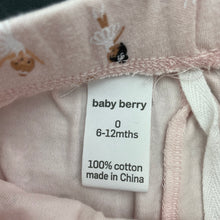 baby berry
0
6-12mths
100% cotton
made in China